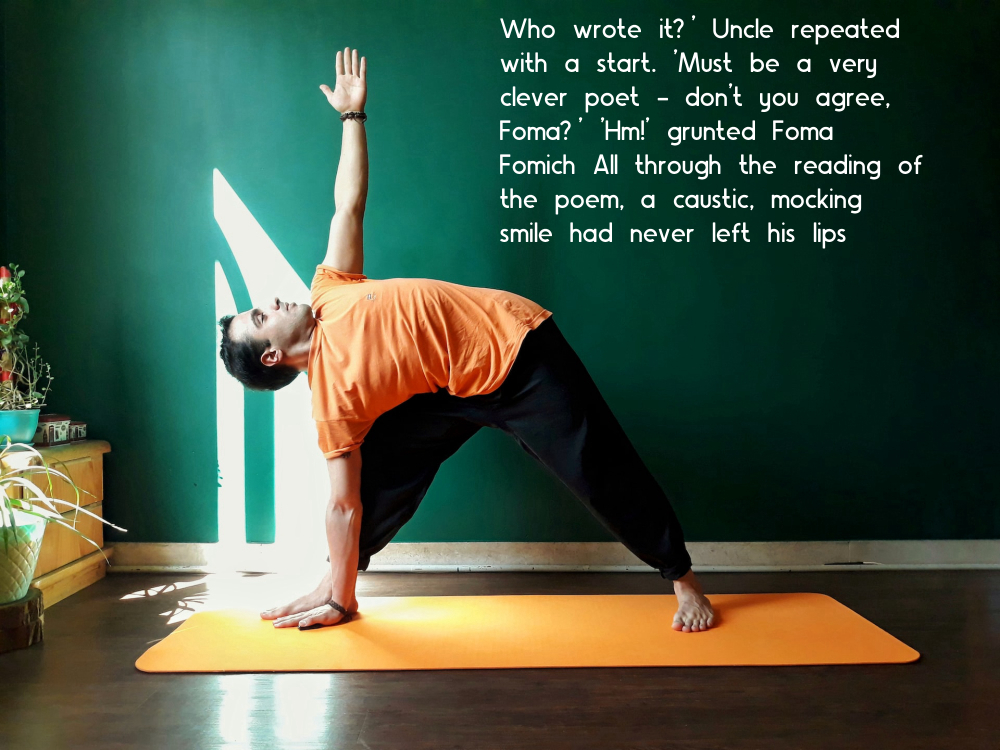 Who wrote it?' Uncle repeated
with a start. 'Must be a very
clever poet – don't you agree,
Foma?' 'Hm!' grunted Foma
Fomich All through the reading of
the poem, a caustic, mocking
smile had never left his lips